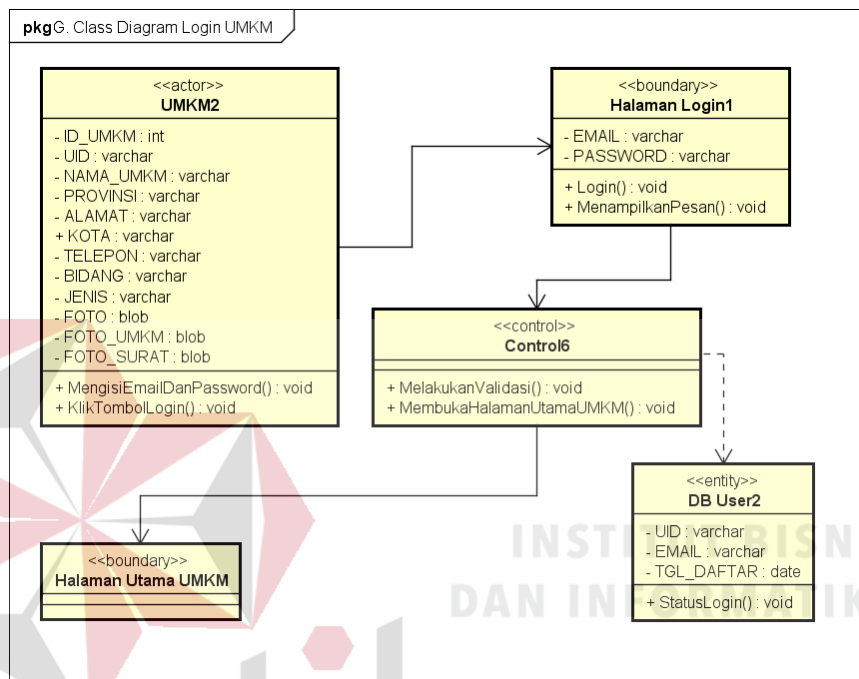 pkgG. Class Diagram Login UMKM
<<actor>>
UMKM2
- ID_UMKM : int
- UID : varchar
- NAMA_UMKM : varchar
- PROVINSI : varchar
- ALAMAT : varchar
+ KOTA : varchar
- TELEPON : varchar
- BIDANG : varchar
- JENIS : varchar
- FOTO : blob
- FOTO_UMKM : blob
- FOTO_SURAT : blob
+ MengisiEmailDanPassword() : void
+ KlikTombolLogin() : void
<<boundary>>
Halaman Login1
- EMAIL : varchar
- PASSWORD : varchar
+ Login() : void
+ MenampilkanPesan() : void
<<control>>
Control6
+ MelakukanValidasi() : void
+ MembukaHalamanUtamaUMKM() : void
<<boundary>>
Halaman Utama UMKM
<<entity>>
DB User2
- UID : varchar
- EMAIL : varchar
- TGL_DAFTAR : date
+ StatusLogin() : void
INSTITUT BISN
DAN INFORMATIK